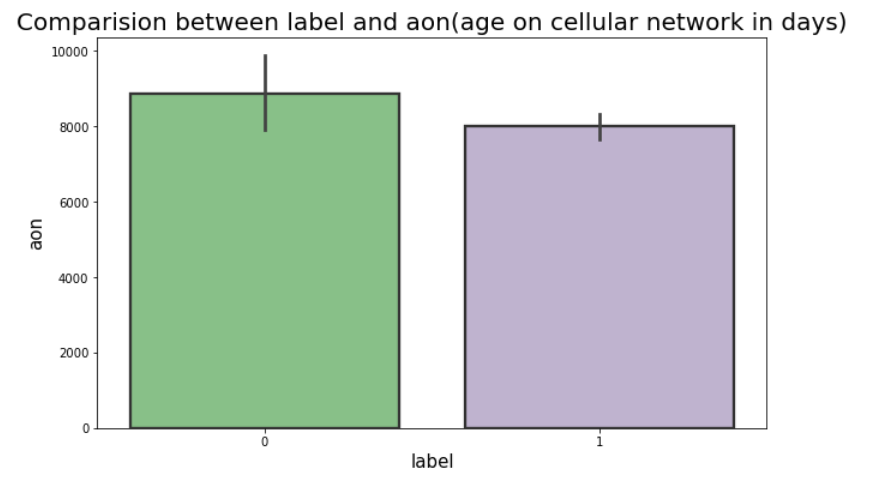 Comparision between label and aon(age on cellular network in days)
10000
8000
6000
4000
2000
0
aon
0 1
label